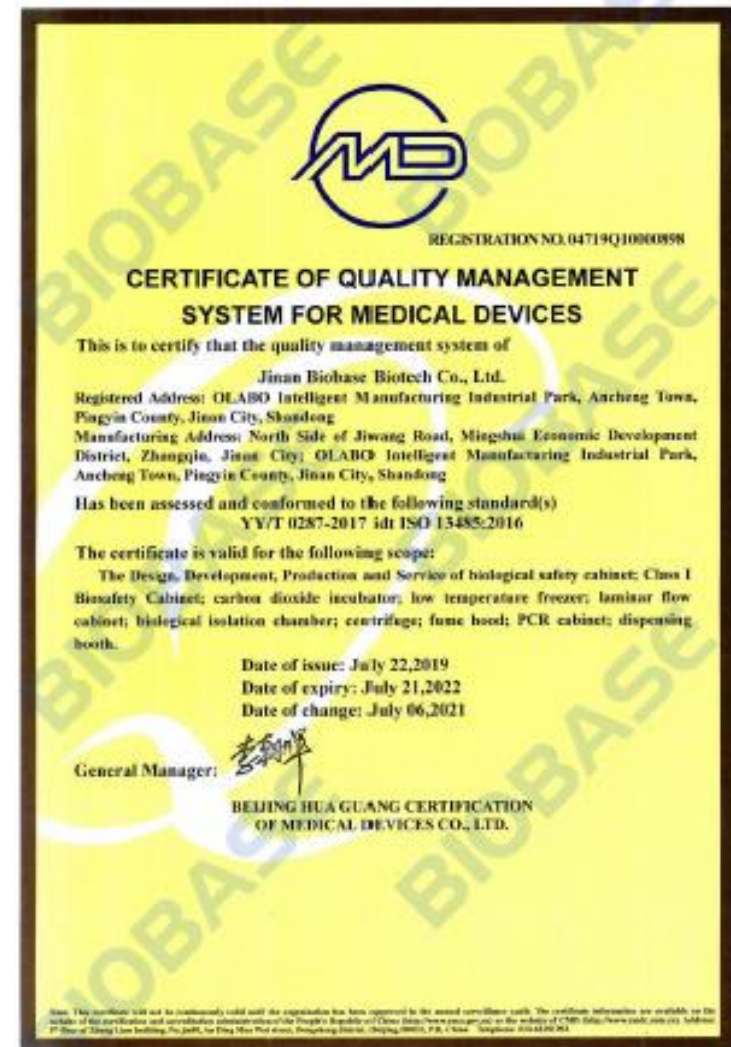 MD
REGISTRATION NO. 04719Q10000898
CERTIFICATE OF QUALITY MANAGEMENT
SYSTEM FOR MEDICAL DEVICES
This is to certify that the quality management system of
Jinan Biobase Biotech Co., Ltd.
Registered Address: OLABO Intelligent Manufacturing Industrial Park, Ancheng Town,
Pingyin County, Jinan City, Shandong
Manufacturing Address: North Side of Jiwang Road, Mingshui Economic Development
District, Zhangqiu, Jinan City; OLABO Intelligent Manufacturing Industrial Park,
Ancheng Town, Pingyin County, Jinan City, Shandong
Has been assessed and conformed to the following standard(s)
YY/T 0287-2017 idt ISO 13485:2016
The certificate is valid for the following scope:
The Design, Development, Production and Service of biological safety cabinet; Class I
Biosafety Cabinet; carbon dioxide incubator; low temperature freezer; laminar flow
cabinet; biological isolation chamber; centrifuge; fume hood; PCR cabinet; dispensing
booth.
Date of issue: July 22,2019
Date of expiry: July 21,2022
Date of change: July 06,2021
General Manager:
BEIJING HUA GUANG CERTIFICATION
OF MEDICAL DEVICES CO., LTD.
BIOBASE
BIOBASE
BIOBASE
BIOBASE
BIOBASE
BIOBASE
BIOBASE
BIOBASE